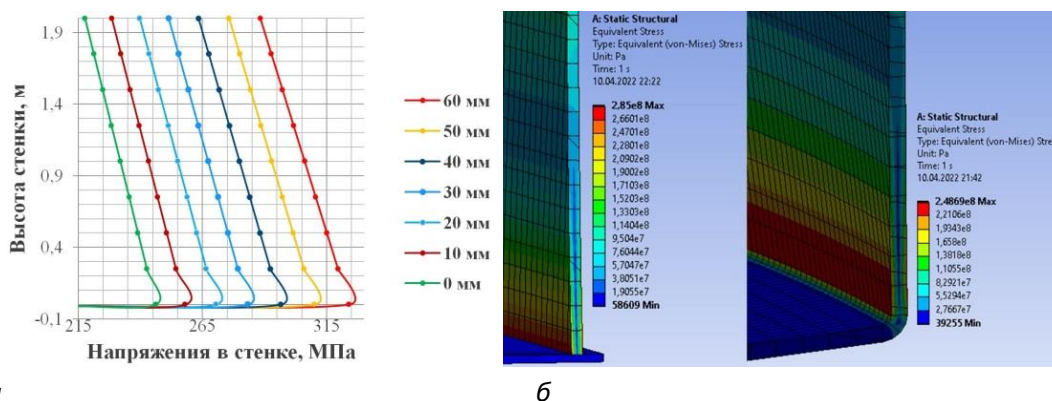 1,9
1,4
0,9
0,4
-0,1
Высота стенки, м
215
265
315
Напряжения в стенке, МПа
60 мм
50 мм
40 мм
30 мм
20 мм
10 мм
0 мм
A: Static Structural
Equivalent Stress
Type: Equivalent (von-Mises) Stress
Unit: Pa
Time: 1 s
10.04.2022 22:22
2,85e8 Max
2,6601e8
2,4701e8
2,2801e8
2,0902e8
1,9002e8
1,7103e8
1,5203e8
1,3303e8
1,1404e8
9,504e7
7,6044e7
5,7047e7
3,8051e7
1,9055e7
58609 Min
A: Static Structural
Equivalent Stress
Type: Equivalent (von-Mises) Stre
Unit: Pa
Time: 1 s
10.04.2022 21:42
2,4869e8 Max
2,2106e8
1,9343e8
1,658e8
1,3818e8
1,1055e8
8,2921e7
5,5294e7
2,7667e7
39255 Min
б